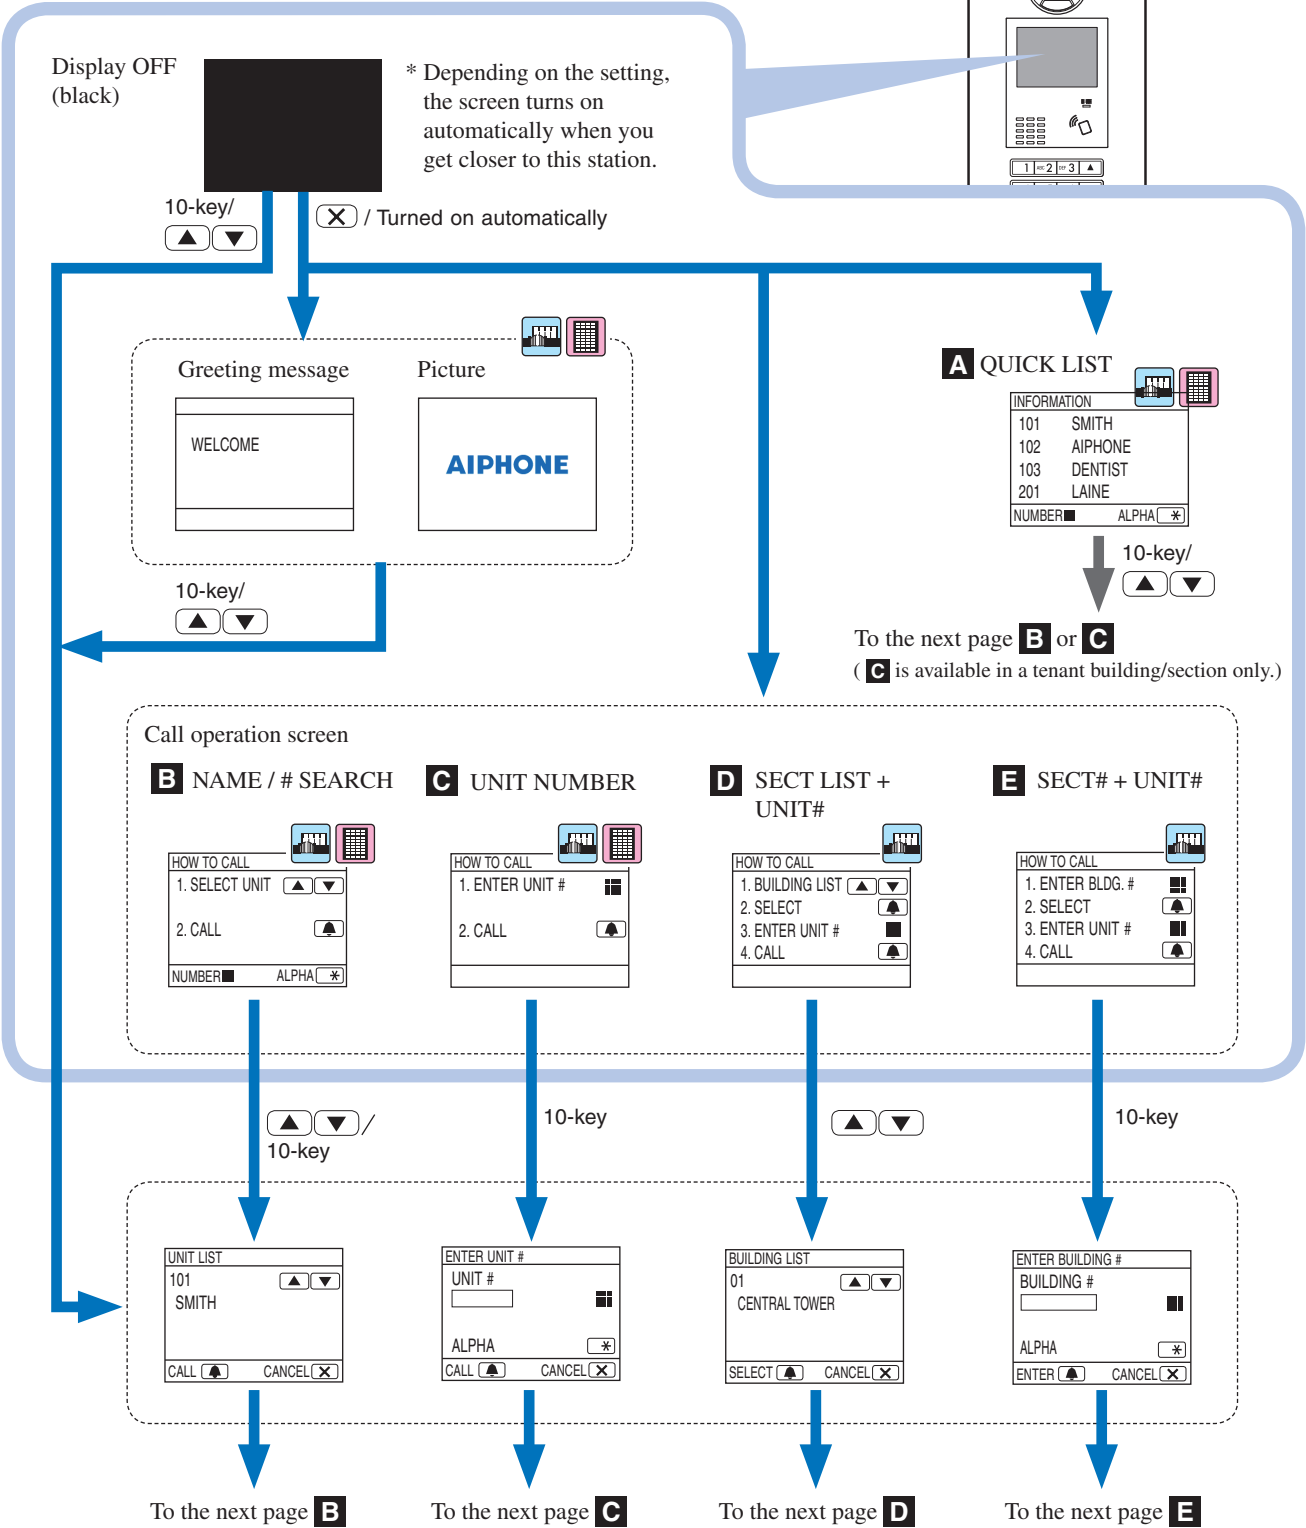 Display OFF
(black)
* Depending on the setting,
the screen turns on
automatically when you
get closer to this station.
1 ABC 2 DEF 3
10-key/
/ Turned on automatically
Greeting message
Picture
WELCOME
AIPHONE
A QUICK LIST
INFORMATION
101 SMITH
102 AIPHONE
103 DENTIST
201 LAINE
NUMBER ALPHA *
10-key/
10-key/
To the next page B or C
( C is available in a tenant building/section only.)
Call operation screen
B NAME / # SEARCH
HOW TO CALL
1. SELECT UNIT
2. CALL
NUMBER ALPHA *
C UNIT NUMBER
HOW TO CALL
1. ENTER UNIT #
2. CALL
D SECT LIST +
UNIT#
HOW TO CALL
1. BUILDING LIST
2. SELECT
3. ENTER UNIT #
4. CALL
E SECT# + UNIT#
HOW TO CALL
1. ENTER BLDG. #
2. SELECT
3. ENTER UNIT #
4. CALL
/
10-key
10-key
10-key
UNIT LIST
101
SMITH
CALL CANCEL X
ENTER UNIT #
UNIT #
ALPHA *
CALL CANCEL X
BUILDING LIST
01
CENTRAL TOWER
SELECT CANCEL X
ENTER BUILDING #
BUILDING #
ALPHA *
ENTER CANCEL X
To the next page B
To the next page C
To the next page D
To the next page E